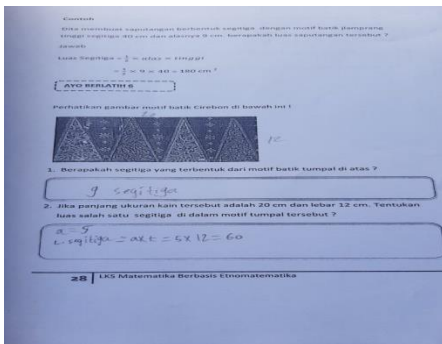 Contoh
Dita membuat saputangan berbentuk segitiga dengan motif batik jlamprang
tinggi segitiga 40 cm dan alasnya 9 cm. berapakah luas saputangan tersebut ?
Jawab
Luas Segitiga = ½ × alas × tinggi
= ½ × 9 × 40 = 180 cm²
AYO BERLATIH 6
Perhatikan gambar motif batik Cirebon di bawah ini !
12
1. Berapakah segitiga yang terbentuk dari motif batik tumpal di atas ?
9 segitiga
2. Jika panjang ukuran kain tersebut adalah 20 cm dan lebar 12 cm. Tentukan
luas salah satu segitiga di dalam motif tumpal tersebut ?
a = 5
L. segitiga = a x t = 5 x 12 = 60
28 | LKS Matematika Berbasis Etnomatematika